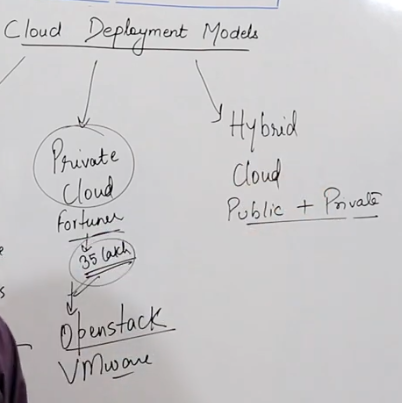 Cloud Deployment Models
Private
Cloud
Fortuner
35 lakh
Openstack
VMware
Hybrid
Cloud
Public + Private